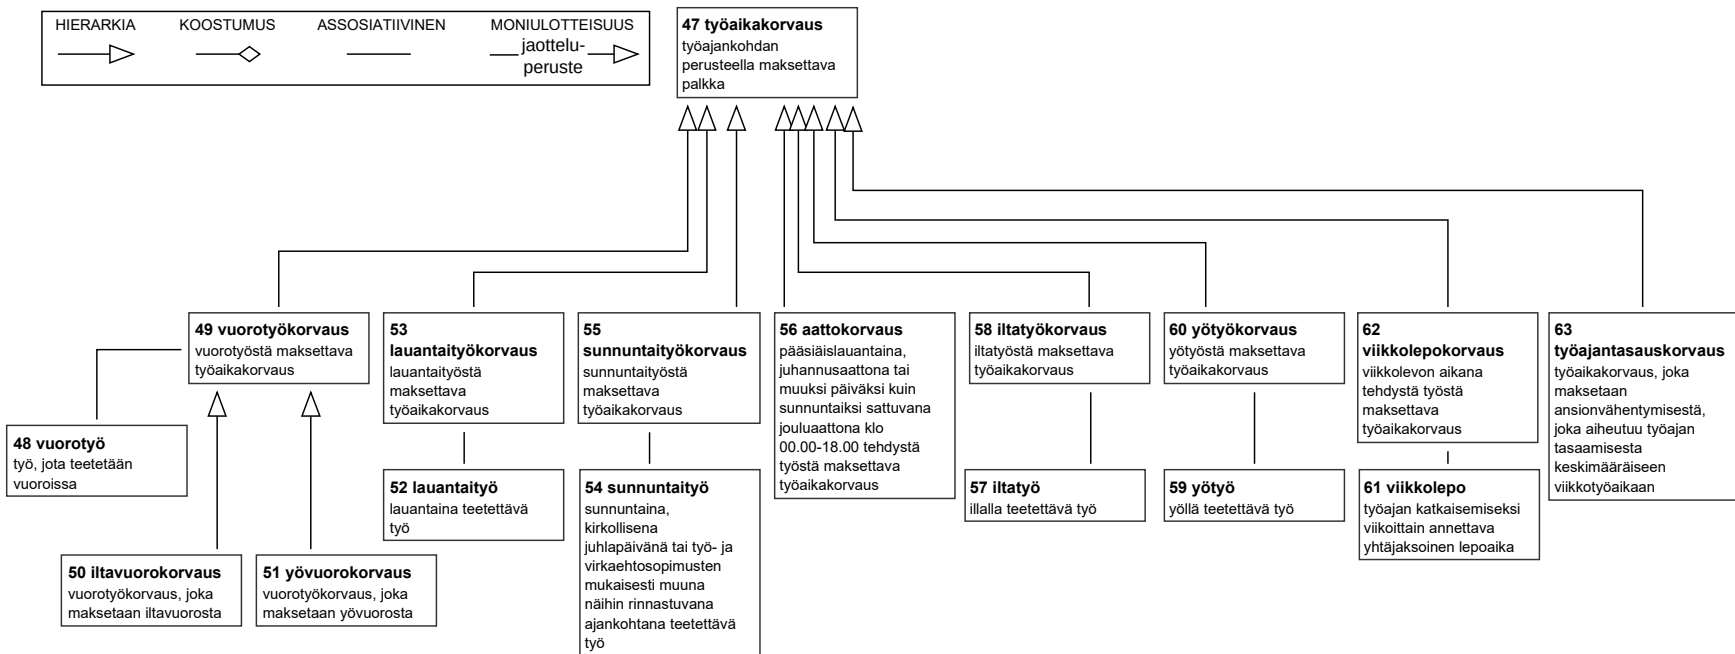 HIERARKIA
KOOSTUMUS
ASSOSIATIIVINEN
MONIULOTTEISUUS
jaottelu-
peruste
47 työaikakorvaus
työajankohdan
perusteella maksettava
palkka
49 vuorotyökorvaus
vuorotyöstä maksettava
työaikakorvaus
53
lauantaityökorvaus
lauantaityöstä
maksettava
työaikakorvaus
55
sunnuntaityökorvaus
sunnuntaityöstä
maksettava
työaikakorvaus
56 aattokorvaus
pääsiäislauantaina,
juhannusaattona tai
muuksi päiväksi kuin
sunnuntaiksi sattuvana
jouluaattona klo
00.00-18.00 tehdystä
työstä maksettava
työaikakorvaus
58 iltatyökorvaus
iltatyöstä maksettava
työaikakorvaus
60 yötyökorvaus
yötyöstä maksettava
työaikakorvaus
62
viikkolepokorvaus
viikkolevon aikana
tehdystä työstä
maksettava
työaikakorvaus
63
työajantasauskorvaus
työaikakorvaus, joka
maksetaan
ansionvähentymisestä,
joka aiheutuu työajan
tasaamisesta
keskimääräiseen
viikkotyöaikaan
48 vuorotyö
työ, jota teetetään
vuoroissa
52 lauantaityö
lauantaina teetettävä
työ
54 sunnuntaityö
sunnuntaina,
kirkollisena
juhlapäivänä tai työ- ja
virkaehtosopimusten
mukaisesti muuna
näihin rinnastuvana
ajankohtana teetettävä
työ
57 iltatyö
illalla teetettävä työ
59 yötyö
yöllä teetettävä työ
61 viikkolepo
työajan katkaisemiseksi
viikoittain annettava
yhtäjaksoinen lepoaika
50 iltavuorokorvaus
vuorotyökorvaus, joka
maksetaan iltavuorosta
51 yövuorokorvaus
vuorotyökorvaus, joka
maksetaan yövuorosta